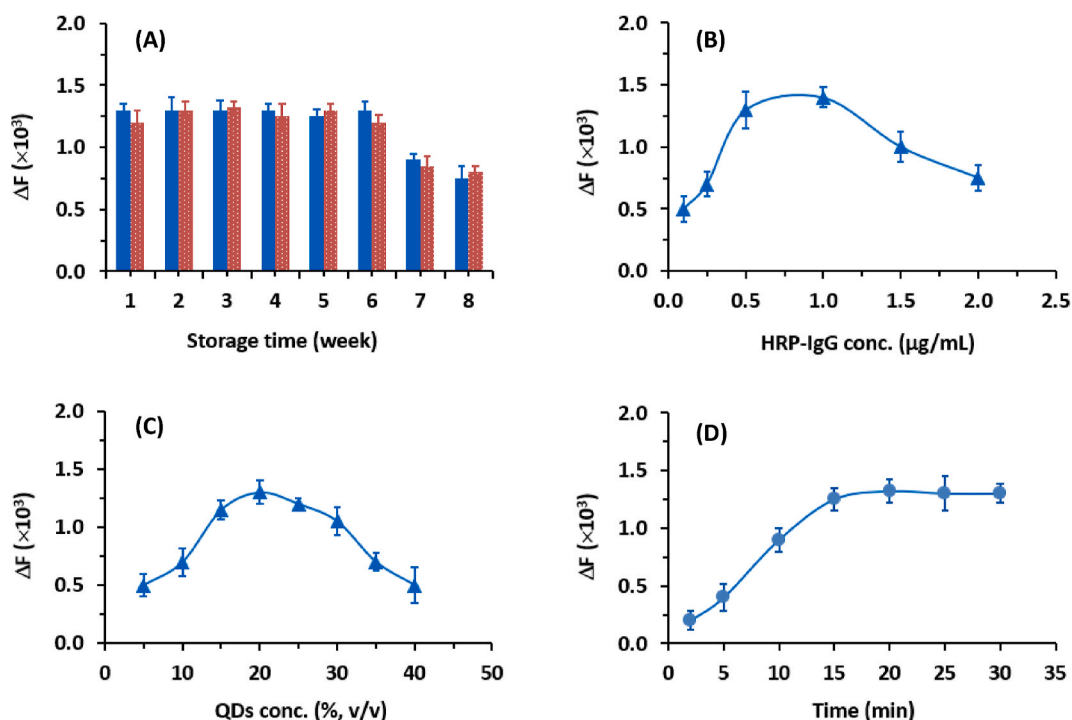 (A)
ΔF (×10³)
2.0
1.5
1.0
0.5
0.0
1 2 3 4 5 6 7 8
Storage time (week)
(B)
ΔF (×10³)
2.0
1.5
1.0
0.5
0.0
0.0 0.5 1.0 1.5 2.0 2.5
HRP-IgG conc. (µg/mL)
(C)
ΔF (×10³)
2.0
1.5
1.0
0.5
0.0
0 10 20 30 40 50
QDs conc. (%, v/v)
(D)
ΔF (×10³)
2.0
1.5
1.0
0.5
0.0
0 5 10 15 20 25 30 35
Time (min)